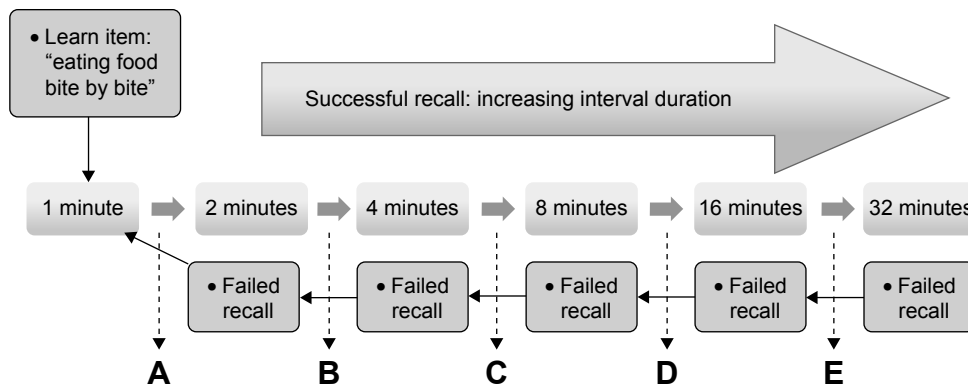 • Learn item:
“eating food
bite by bite”
Successful recall: increasing interval duration
1 minute
2 minutes
4 minutes
8 minutes
16 minutes
32 minutes
• Failed
recall
• Failed
recall
• Failed
recall
• Failed
recall
• Failed
recall
A
B
C
D
E